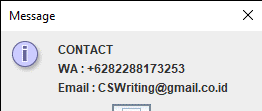 Message
CONTACT
WA : +6282288173253
Email : CSWriting@gmail.co.id